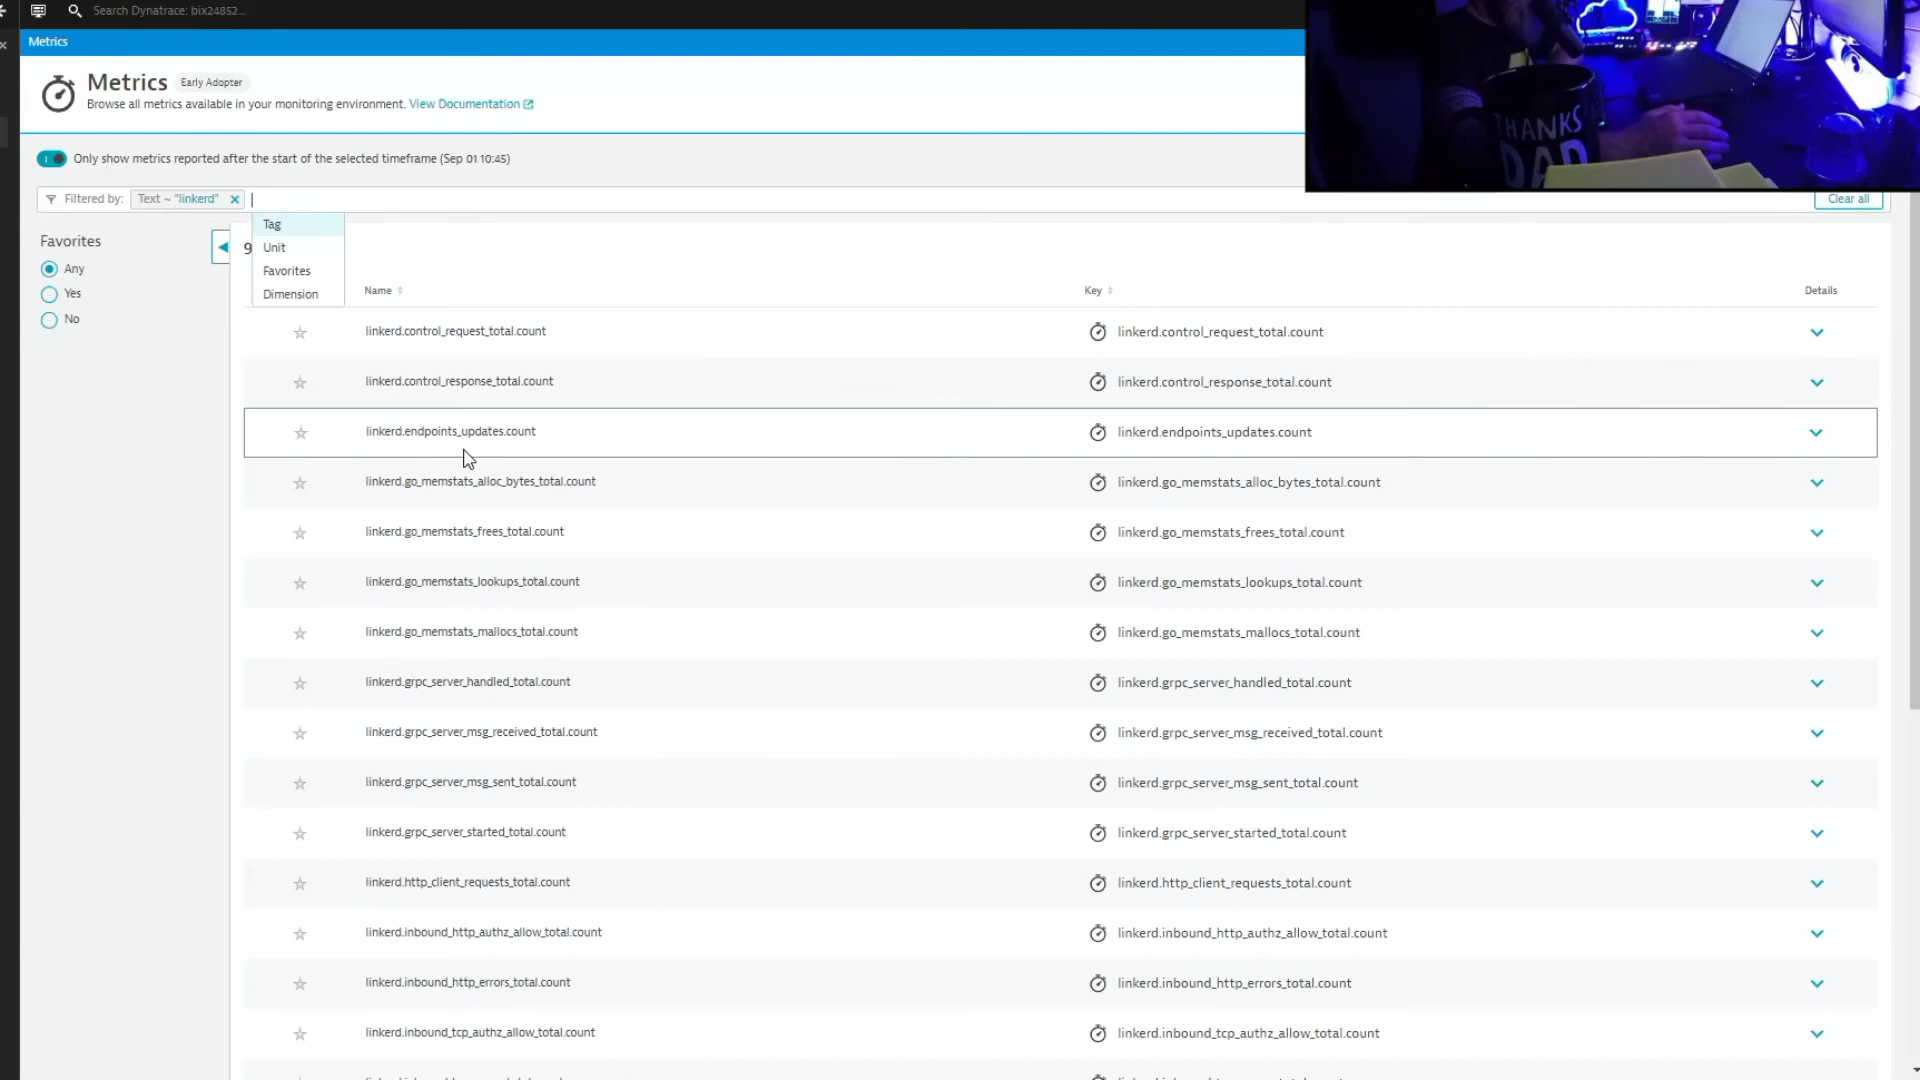 Search Dynatrace: bix24852...
Metrics
Metrics Early Adopter
Browse all metrics available in your monitoring environment. View Documentation
Only show metrics reported after the start of the selected timeframe (Sep 01 10:45)
Filtered by: Text ~ "linkerd" Clear all
Tag
Unit
Favorites
Dimension
Favorites
Any
Yes
No
9
Name Key Details
linkerd.control_request_total.count linkerd.control_request_total.count
linkerd.control_response_total.count linkerd.control_response_total.count
linkerd.endpoints_updates.count linkerd.endpoints_updates.count
linkerd.go_memstats_alloc_bytes_total.count linkerd.go_memstats_alloc_bytes_total.count
linkerd.go_memstats_frees_total.count linkerd.go_memstats_frees_total.count
linkerd.go_memstats_lookups_total.count linkerd.go_memstats_lookups_total.count
linkerd.go_memstats_mallocs_total.count linkerd.go_memstats_mallocs_total.count
linkerd.grpc_server_handled_total.count linkerd.grpc_server_handled_total.count
linkerd.grpc_server_msg_received_total.count linkerd.grpc_server_msg_received_total.count
linkerd.grpc_server_msg_sent_total.count linkerd.grpc_server_msg_sent_total.count
linkerd.grpc_server_started_total.count linkerd.grpc_server_started_total.count
linkerd.http_client_requests_total.count linkerd.http_client_requests_total.count
linkerd.inbound_http_authz_allow_total.count linkerd.inbound_http_authz_allow_total.count
linkerd.inbound_http_errors_total.count linkerd.inbound_http_errors_total.count
linkerd.inbound_tcp_authz_allow_total.count linkerd.inbound_tcp_authz_allow_total.count
THANKS
DAD